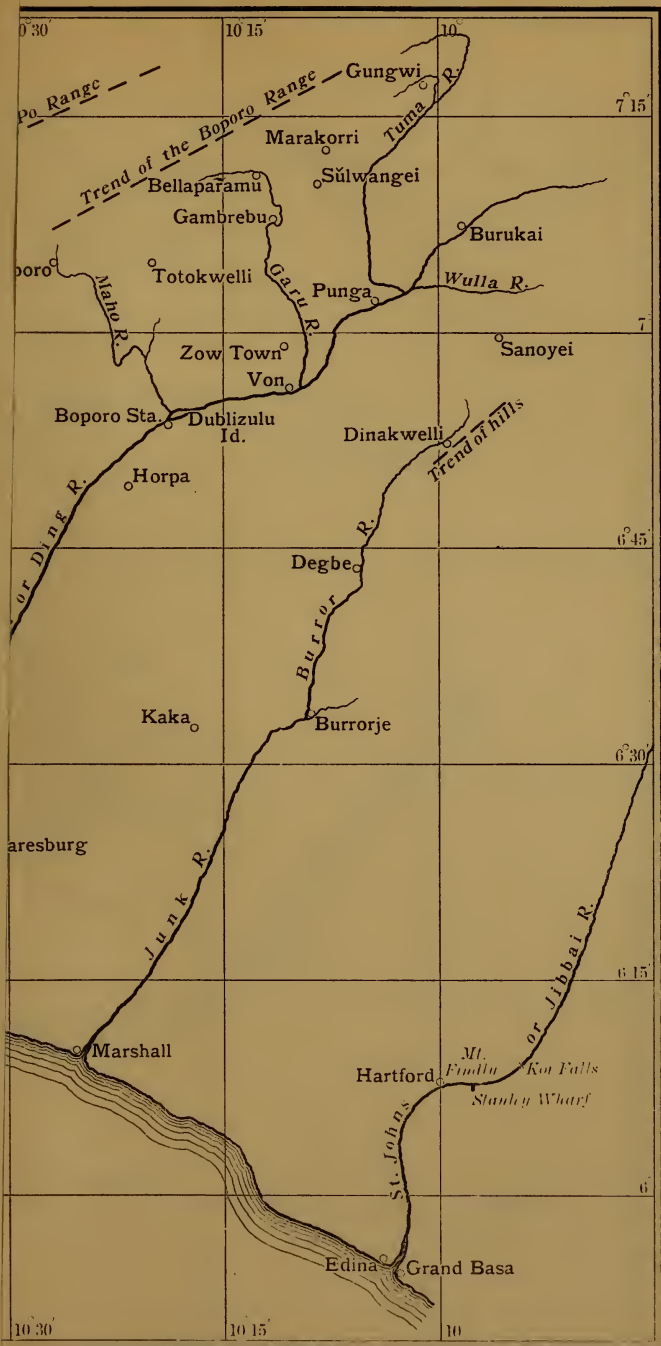 0°30'
10°15'
10°
Gungwi
Tuma R.
Po Range
Trend of the Boporo Range
7°15'
Marakorri
Bellaparamu
Sŭlwangei
Gambrebu
Burukai
poro
Totokwelli
Maho R.
Garu R.
Punga
Wulla R.
7°
Zow Town
Sanoyei
Von
Boporo Sta.
Dublizulu
Id.
Dinakwelli
Trend of hills
Horpa
or Ding R.
6°45'
Degbe
Burror R.
Kaka
Burrorje
6°30'
aresburg
Junk R.
or Jibbai R.
6°15'
Marshall
Mt.
Findlu
Koi Falls
Hartford
Stanley Wharf
St. Johns
6°
Edina
Grand Basa
10°30'
10°15'
10